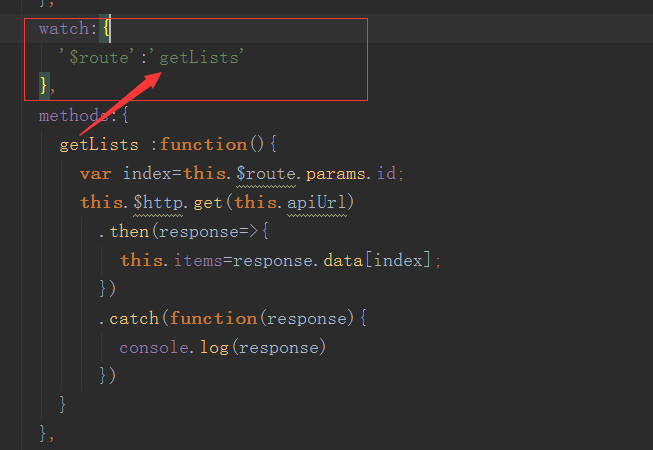 },
watch:{
'$route':'getLists'
},
methods:{
getLists :function(){
var index=this.$route.params.id;
this.$http.get(this.apiUrl)
.then(response=>{
this.items=response.data[index];
})
.catch(function(response){
console.log(response)
})
}
},